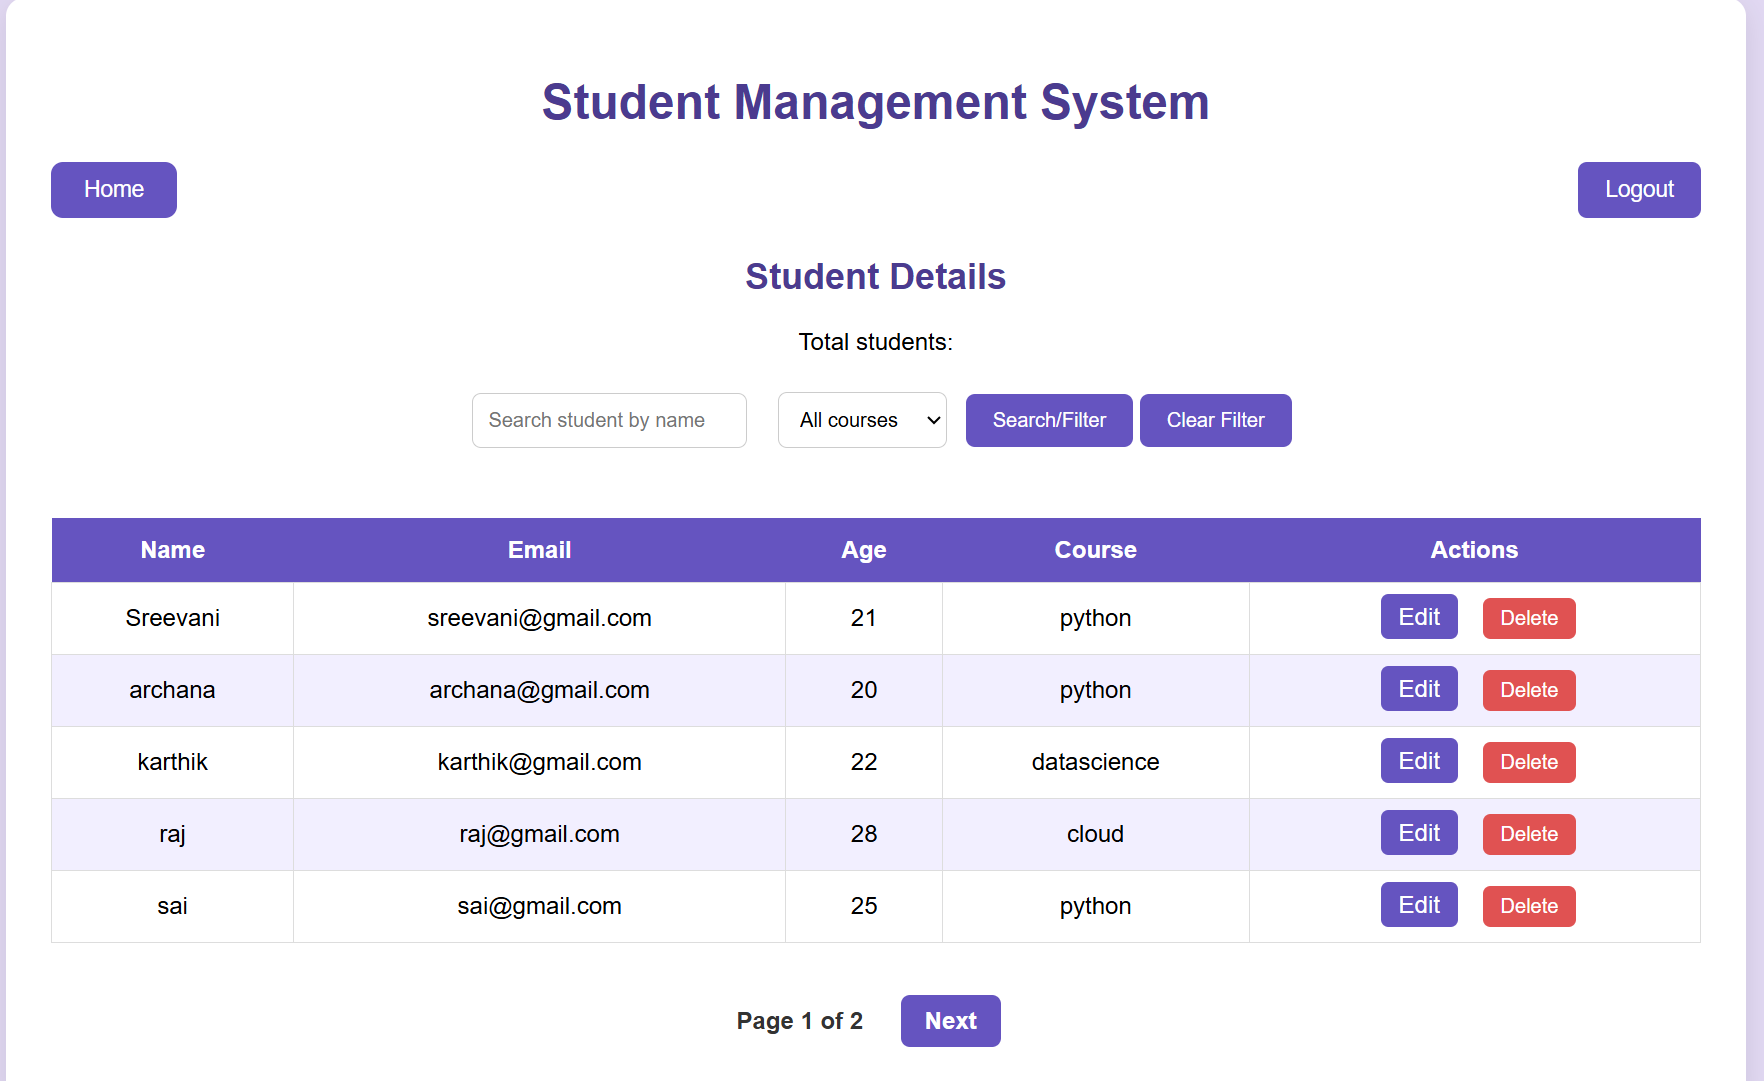 Student Management System
Home Logout
Student Details
Total students:
Search student by name All courses Search/Filter Clear Filter
Name Email Age Course Actions
Sreevani sreevani@gmail.com 21 python Edit Delete
archana archana@gmail.com 20 python Edit Delete
karthik karthik@gmail.com 22 datascience Edit Delete
raj raj@gmail.com 28 cloud Edit Delete
sai sai@gmail.com 25 python Edit Delete
Page 1 of 2 Next